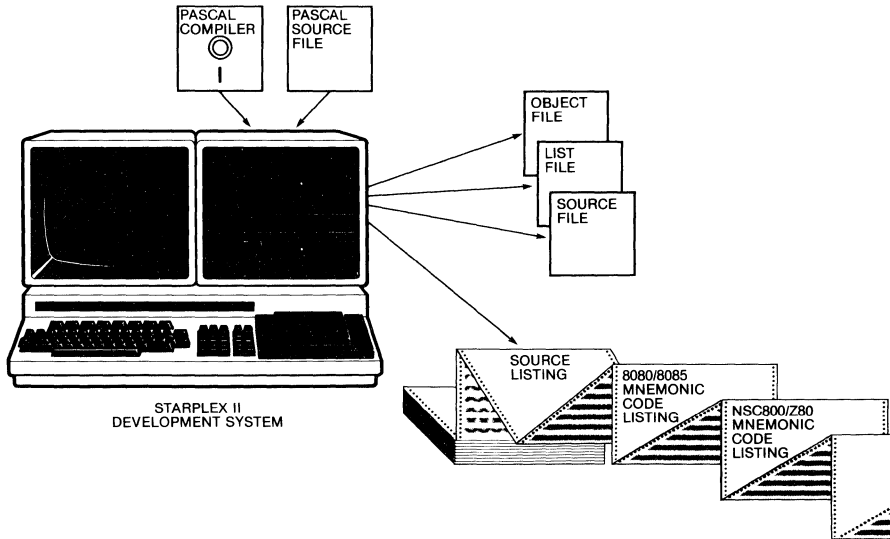 PASCAL
COMPILER
PASCAL
SOURCE
FILE
OBJECT
FILE
LIST
FILE
SOURCE
FILE
STARPLEX II
DEVELOPMENT SYSTEM
SOURCE
LISTING
8080/8085
MNEMONIC
CODE
LISTING
NSC800/Z80
MNEMONIC
CODE
LISTING